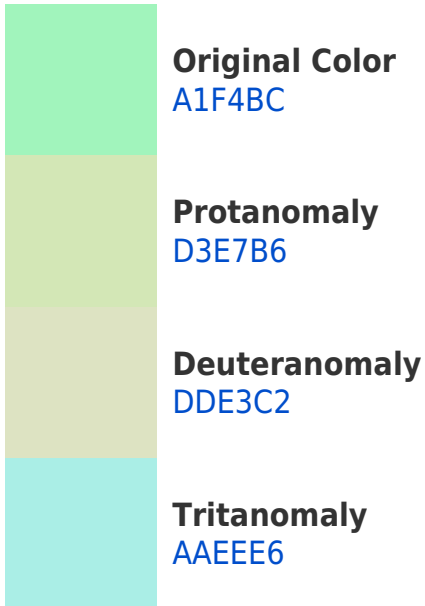 Original Color
A1F4BC
Protanomaly
D3E7B6
Deuteranomaly
DDE3C2
Tritanomaly
AAEEE6